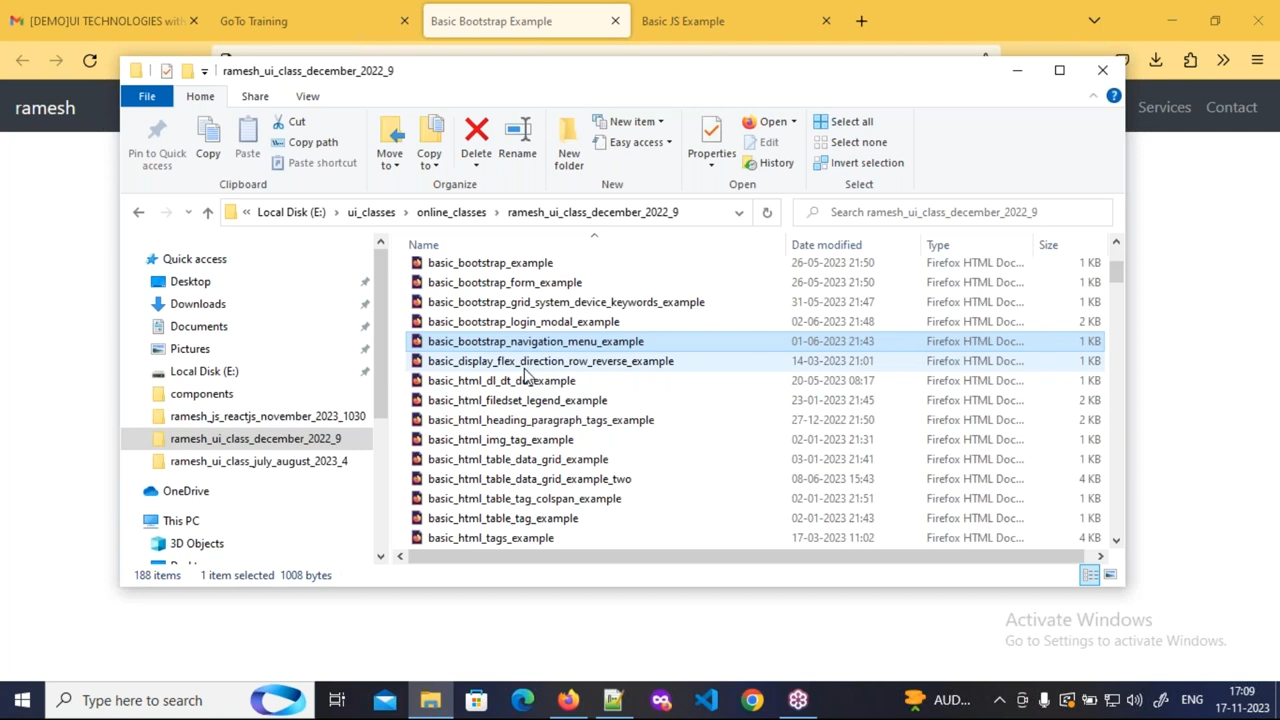 [DEMO]UI TECHNOLOGIES with
GoTo Training
Basic Bootstrap Example
Basic JS Example
ramesh_ui_class_december_2022_9
ramesh
Services
Contact
File
Home
Share
View
Pin to Quick access
Copy
Paste
Cut
Copy path
Paste shortcut
Clipboard
Move to
Copy to
Delete
Rename
Organize
New folder
New item
Easy access
New
Properties
Open
Edit
History
Open
Select all
Select none
Invert selection
Select
« Local Disk (E:) › ui_classes › online_classes › ramesh_ui_class_december_2022_9
Search ramesh_ui_class_december_2022_9
Quick access
Desktop
Downloads
Documents
Pictures
Local Disk (E:)
components
ramesh_js_reactjs_november_2023_1030
ramesh_ui_class_december_2022_9
ramesh_ui_class_july_august_2023_4
OneDrive
This PC
3D Objects
Name Date modified Type Size
basic_bootstrap_example 26-05-2023 21:50 Firefox HTML Doc... 1 KB
basic_bootstrap_form_example 26-05-2023 21:50 Firefox HTML Doc... 1 KB
basic_bootstrap_grid_system_device_keywords_example 31-05-2023 21:47 Firefox HTML Doc... 1 KB
basic_bootstrap_login_modal_example 02-06-2023 21:48 Firefox HTML Doc... 2 KB
basic_bootstrap_navigation_menu_example 01-06-2023 21:43 Firefox HTML Doc... 1 KB
basic_display_flex_direction_row_reverse_example 14-03-2023 21:01 Firefox HTML Doc... 1 KB
basic_html_dl_dt_dd_example 20-05-2023 08:17 Firefox HTML Doc... 1 KB
basic_html_filedset_legend_example 23-01-2023 21:45 Firefox HTML Doc... 2 KB
basic_html_heading_paragraph_tags_example 27-12-2022 21:50 Firefox HTML Doc... 2 KB
basic_html_img_tag_example 02-01-2023 21:31 Firefox HTML Doc... 1 KB
basic_html_table_data_grid_example 03-01-2023 21:41 Firefox HTML Doc... 1 KB
basic_html_table_data_grid_example_two 08-06-2023 15:43 Firefox HTML Doc... 4 KB
basic_html_table_tag_colspan_example 02-01-2023 21:51 Firefox HTML Doc... 1 KB
basic_html_table_tag_example 02-01-2023 21:43 Firefox HTML Doc... 1 KB
basic_html_tags_example 17-03-2023 11:02 Firefox HTML Doc... 4 KB
188 items 1 item selected 1008 bytes
Activate Windows
Go to Settings to activate Windows.
Type here to search
AUD...
ENG
17:09
17-11-2023